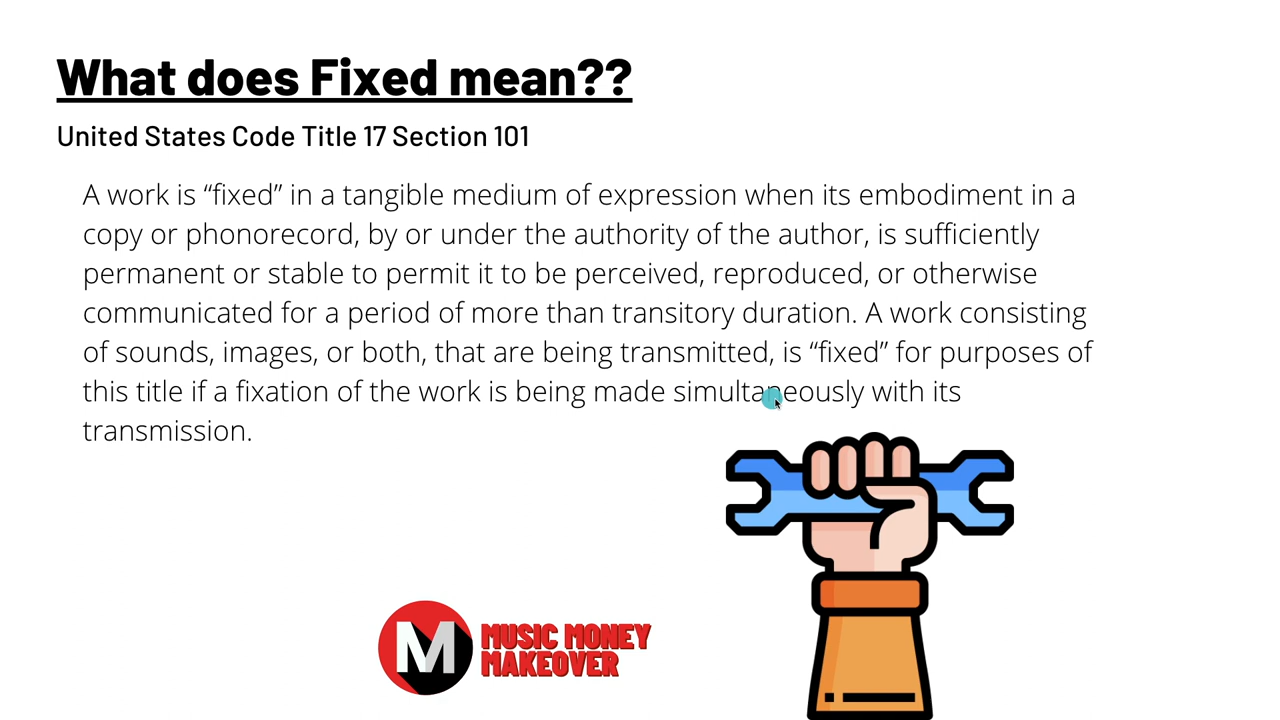 What does Fixed mean??
United States Code Title 17 Section 101
A work is “fixed” in a tangible medium of expression when its embodiment in a
copy or phonorecord, by or under the authority of the author, is sufficiently
permanent or stable to permit it to be perceived, reproduced, or otherwise
communicated for a period of more than transitory duration. A work consisting
of sounds, images, or both, that are being transmitted, is “fixed” for purposes of
this title if a fixation of the work is being made simultaneously with its
transmission.
M
MUSIC MONEY
MAKEOVER